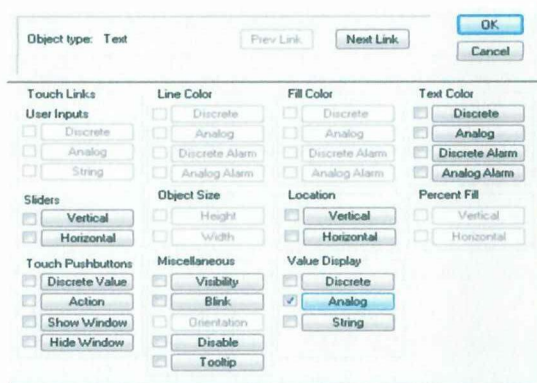 Object type: Text
Prev Link
Next Link
OK
Cancel
Touch Links
User Inputs
Discrete
Analog
String
Sliders
Vertical
Horizontal
Touch Pushbuttons
Discrete Value
Action
Show Window
Hide Window
Line Color
Discrete
Analog
Discrete Alarm
Analog Alarm
Object Size
Height
Width
Miscellaneous
Visibility
Blink
Orientation
Disable
Tooltip
Fill Color
Discrete
Analog
Discrete Alarm
Analog Alarm
Location
Vertical
Horizontal
Value Display
Discrete
Analog
String
Text Color
Discrete
Analog
Discrete Alarm
Analog Alarm
Percent Fill
Vertical
Horizontal